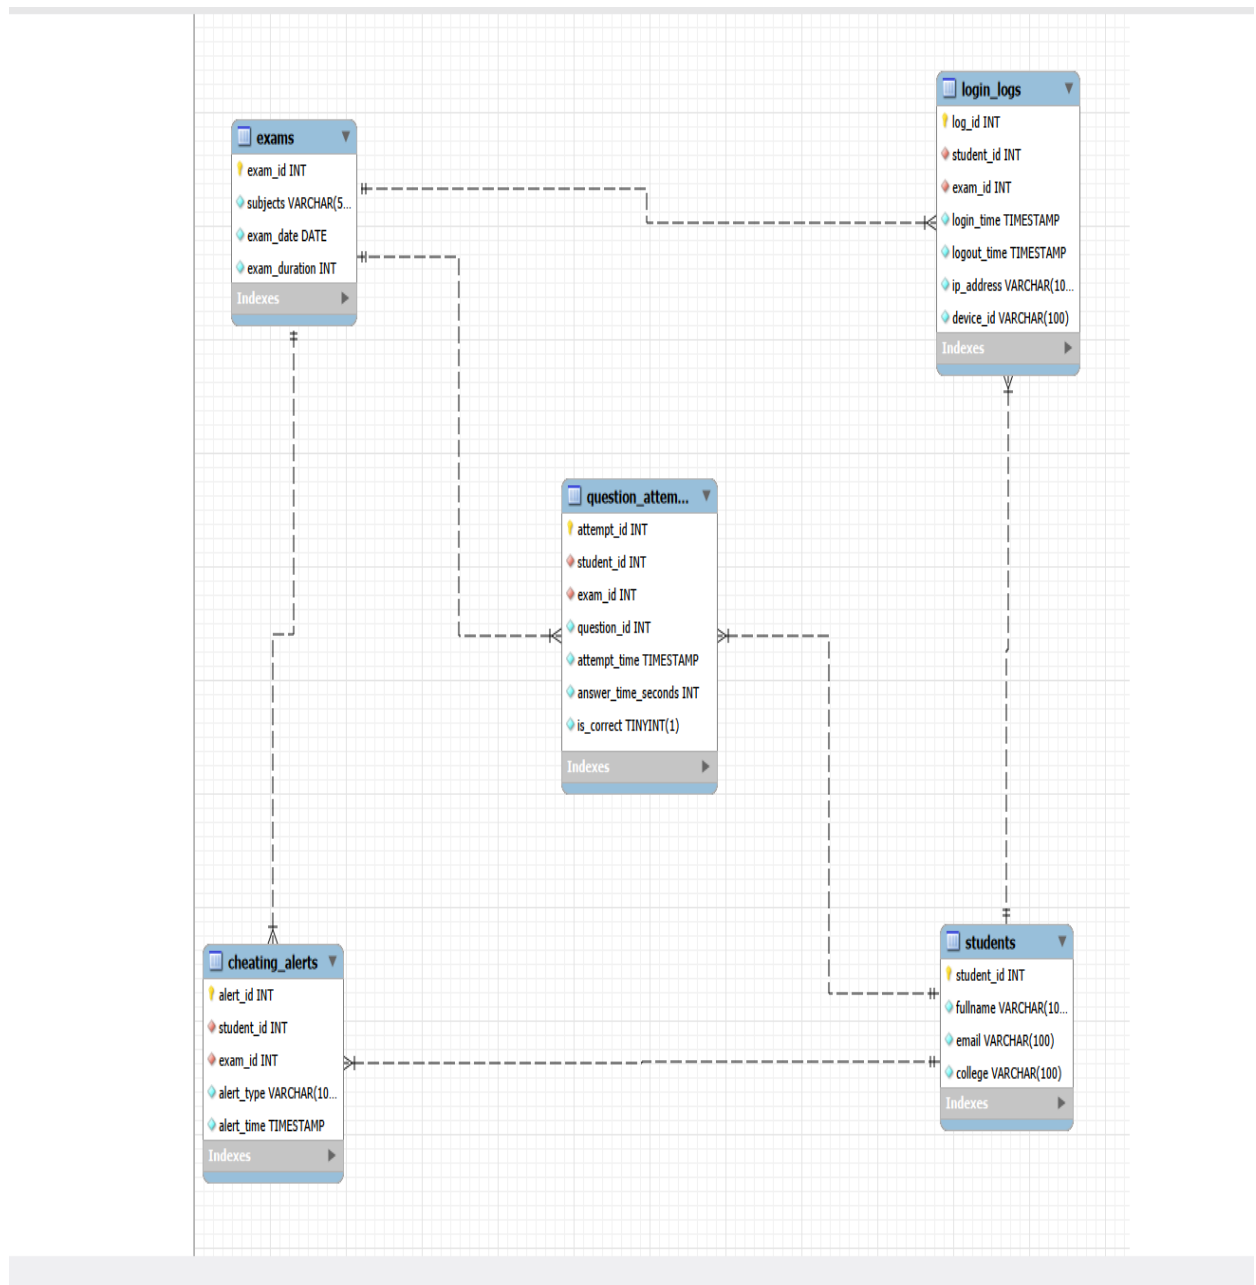 exams
exam_id INT
subjects VARCHAR(5...
exam_date DATE
exam_duration INT
Indexes
login_logs
log_id INT
student_id INT
exam_id INT
login_time TIMESTAMP
logout_time TIMESTAMP
ip_address VARCHAR(10...
device_id VARCHAR(100)
Indexes
question_attem...
attempt_id INT
student_id INT
exam_id INT
question_id INT
attempt_time TIMESTAMP
answer_time_seconds INT
is_correct TINYINT(1)
Indexes
cheating_alerts
alert_id INT
student_id INT
exam_id INT
alert_type VARCHAR(10...
alert_time TIMESTAMP
Indexes
students
student_id INT
fullname VARCHAR(10...
email VARCHAR(100)
college VARCHAR(100)
Indexes